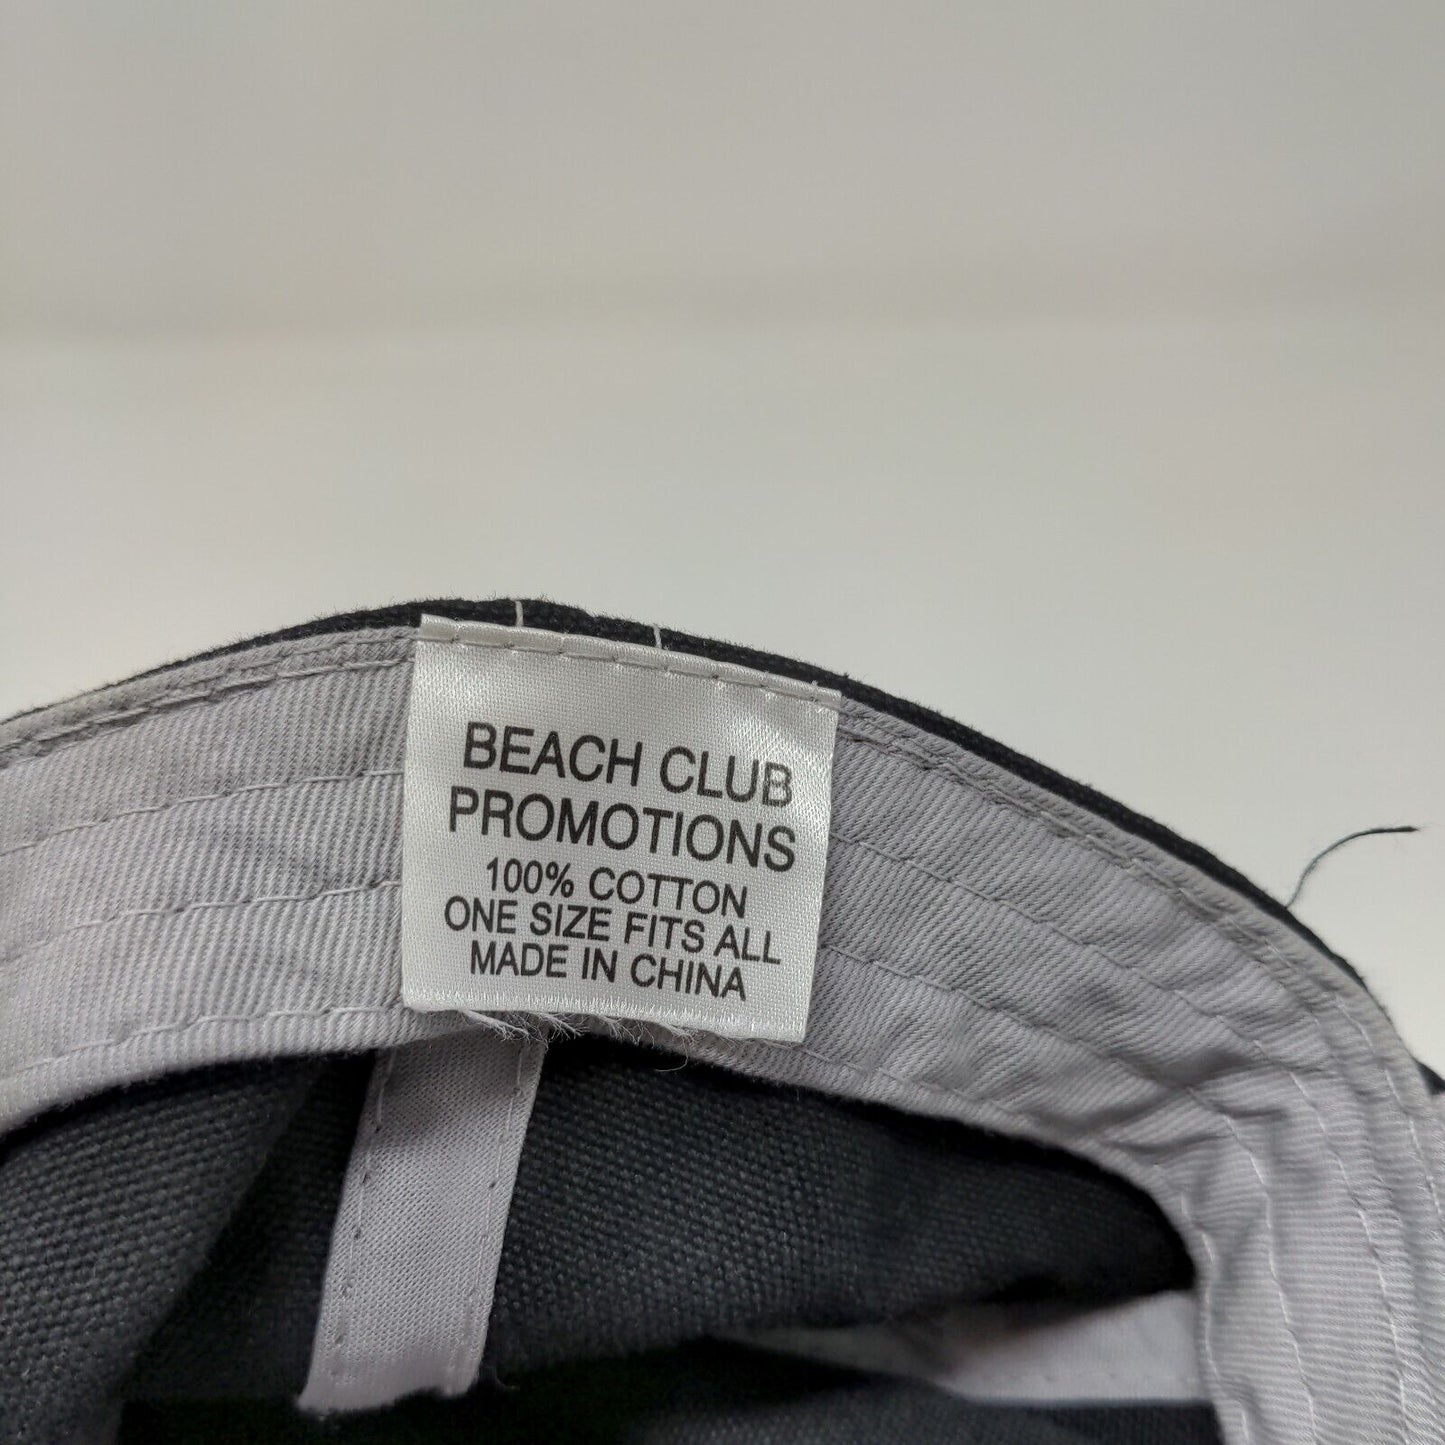 BEACH CLUB
PROMOTIONS
100% COTTON
ONE SIZE FITS ALL
MADE IN CHINA